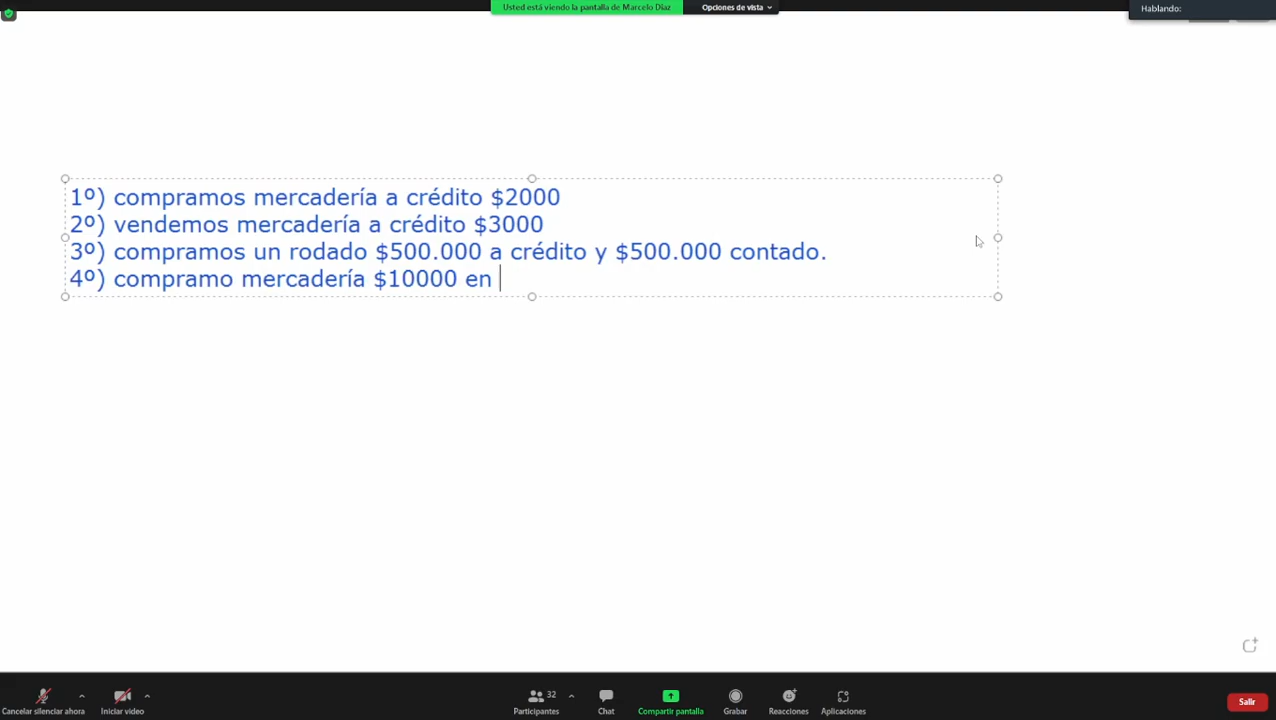 Usted está viendo la pantalla de Marcelo Díaz
Opciones de vista
Hablando:
1º) compramos mercadería a crédito $2000
2º) vendemos mercadería a crédito $3000
3º) compramos un rodado $500.000 a crédito y $500.000 contado.
4º) compramo mercadería $10000 en
Cancelar silenciar ahora
Iniciar video
32
Participantes
Chat
Compartir pantalla
Grabar
Reacciones
Aplicaciones
Salir